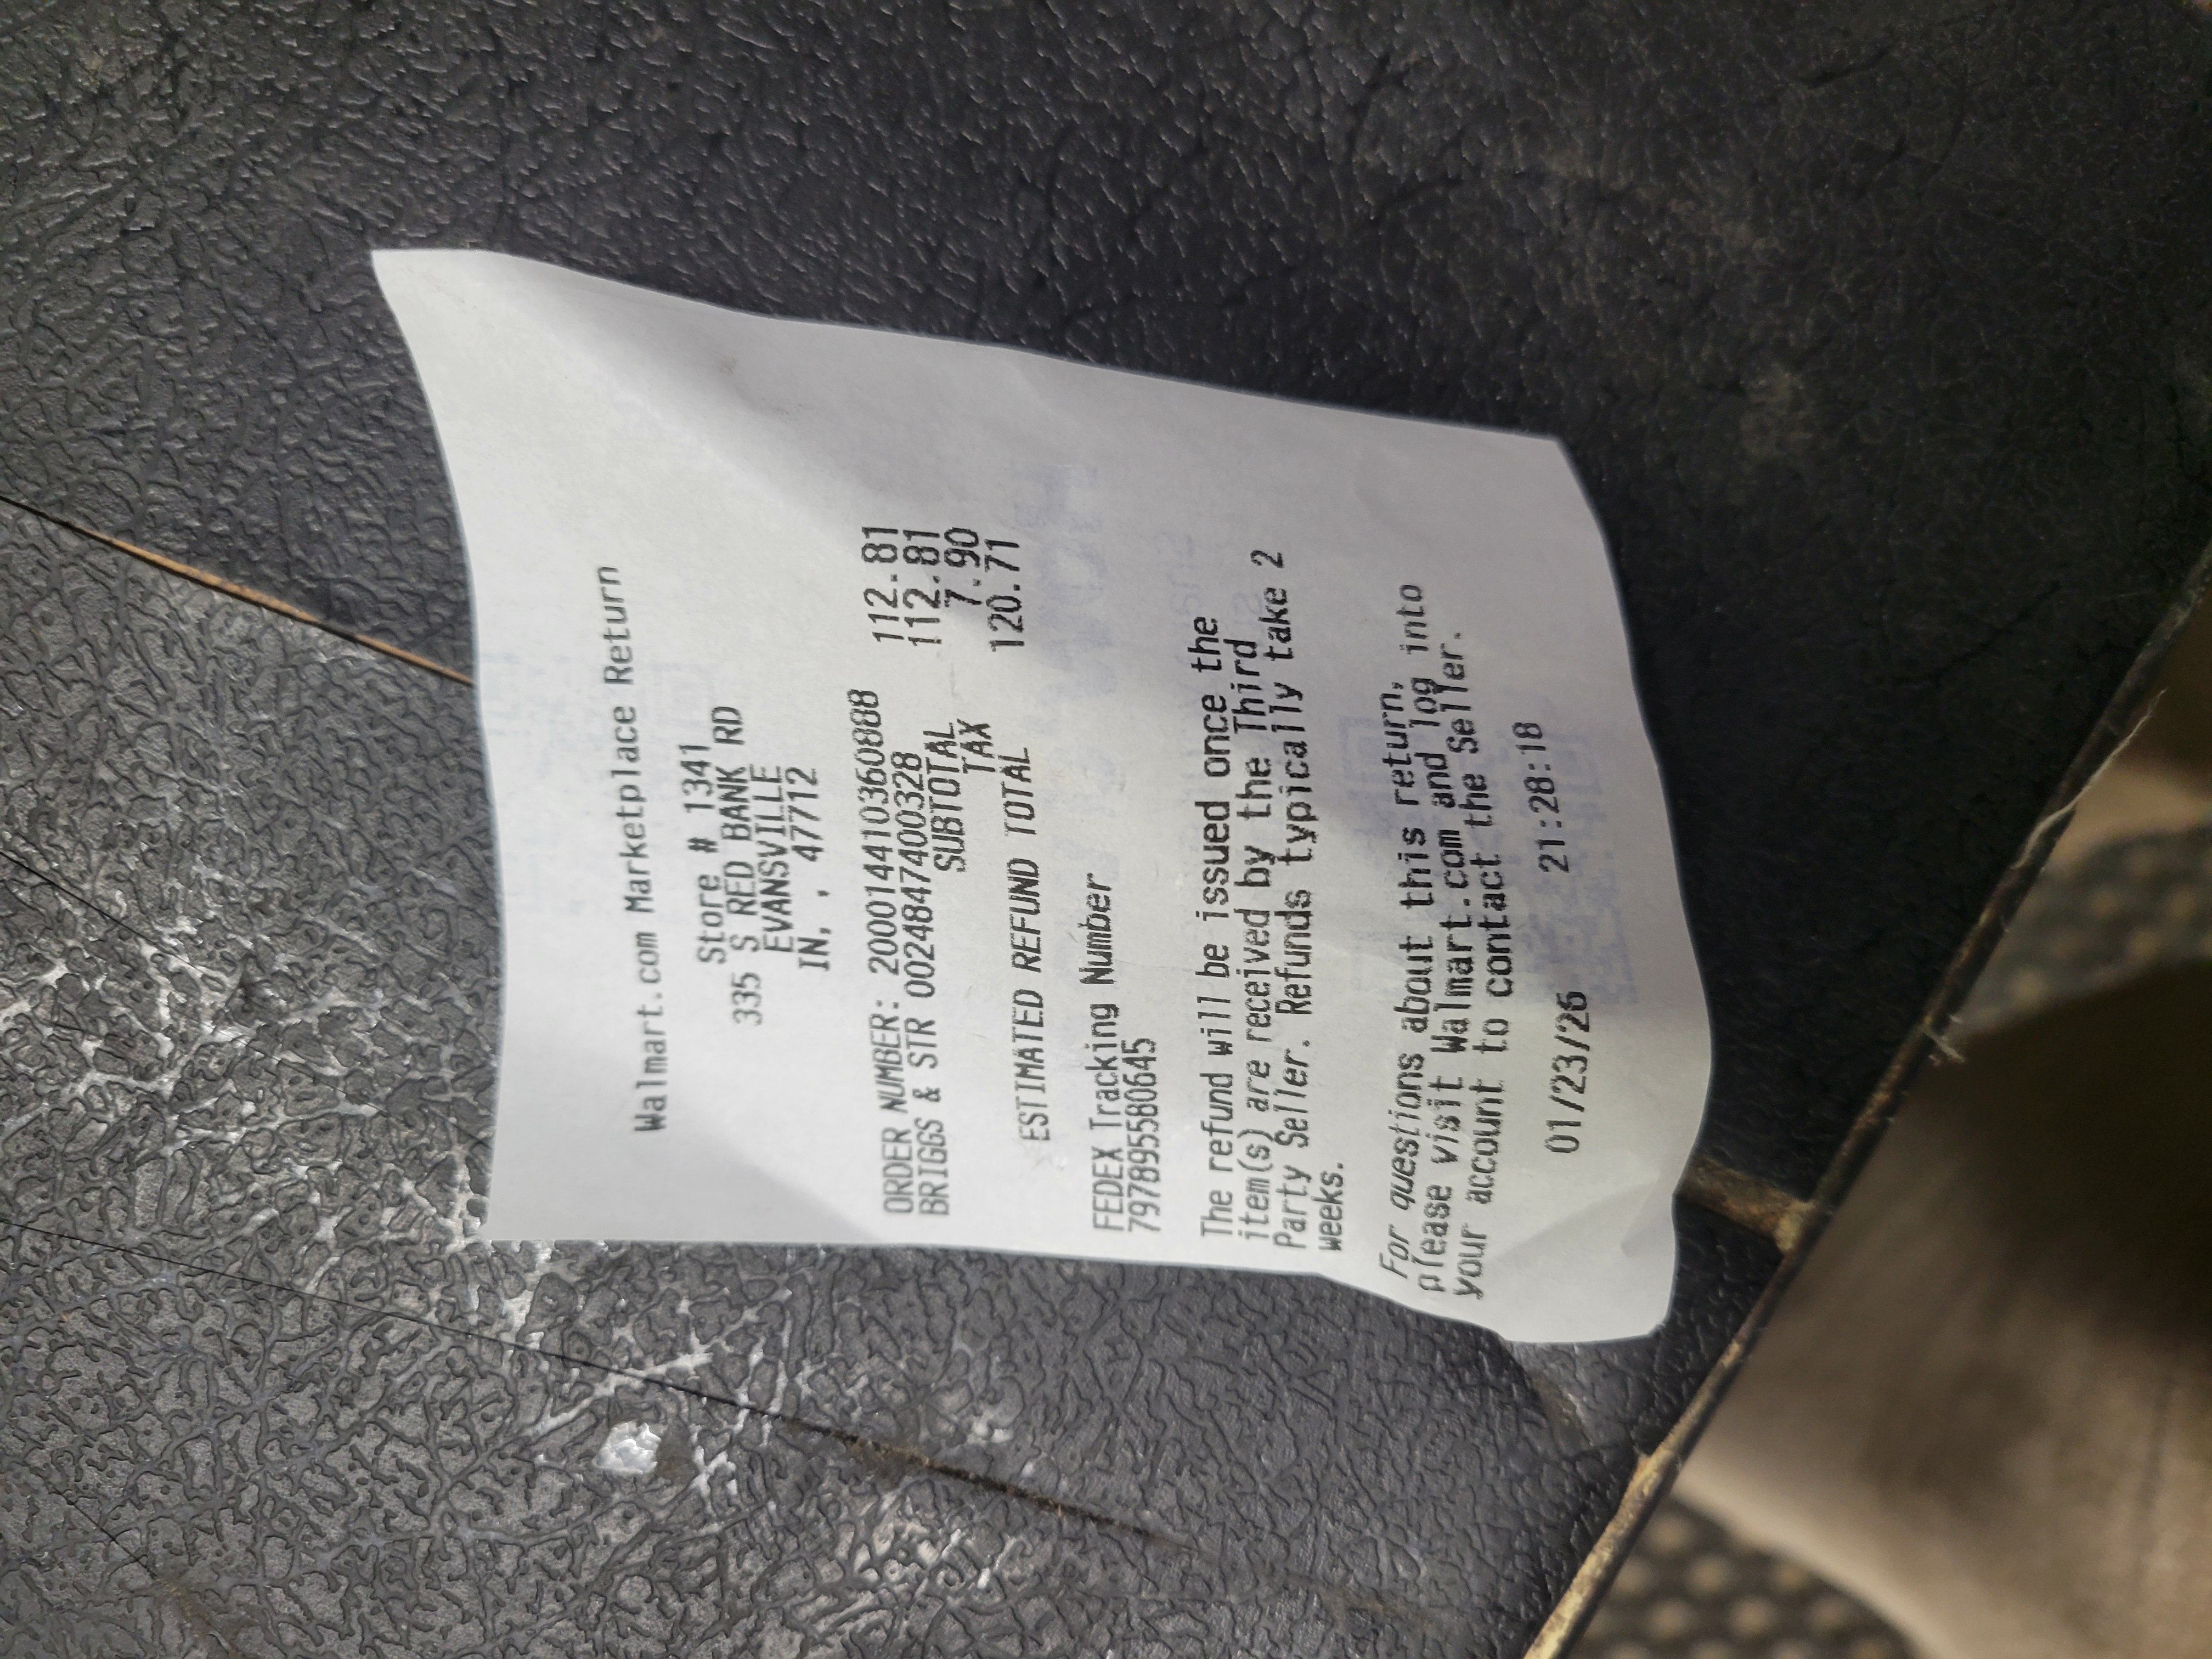 Walmart.com Marketplace Return
Store # 1341
335 S RED BANK RD
EVANSVILLE
IN, , 47712
ORDER NUMBER: 200014410360888 112.81
BRIGGS & STR 0024847400328 112.81
SUBTOTAL 7.90
TAX 120.71
ESTIMATED REFUND TOTAL
FEDEX Tracking Number
797895580645
The refund will be issued once the
item(s) are received by the Third
Party Seller. Refunds typically take 2
weeks.
For questions about this return,
please visit Walmart.com and log into
your account to contact the Seller.
01/23/26 21:28:18